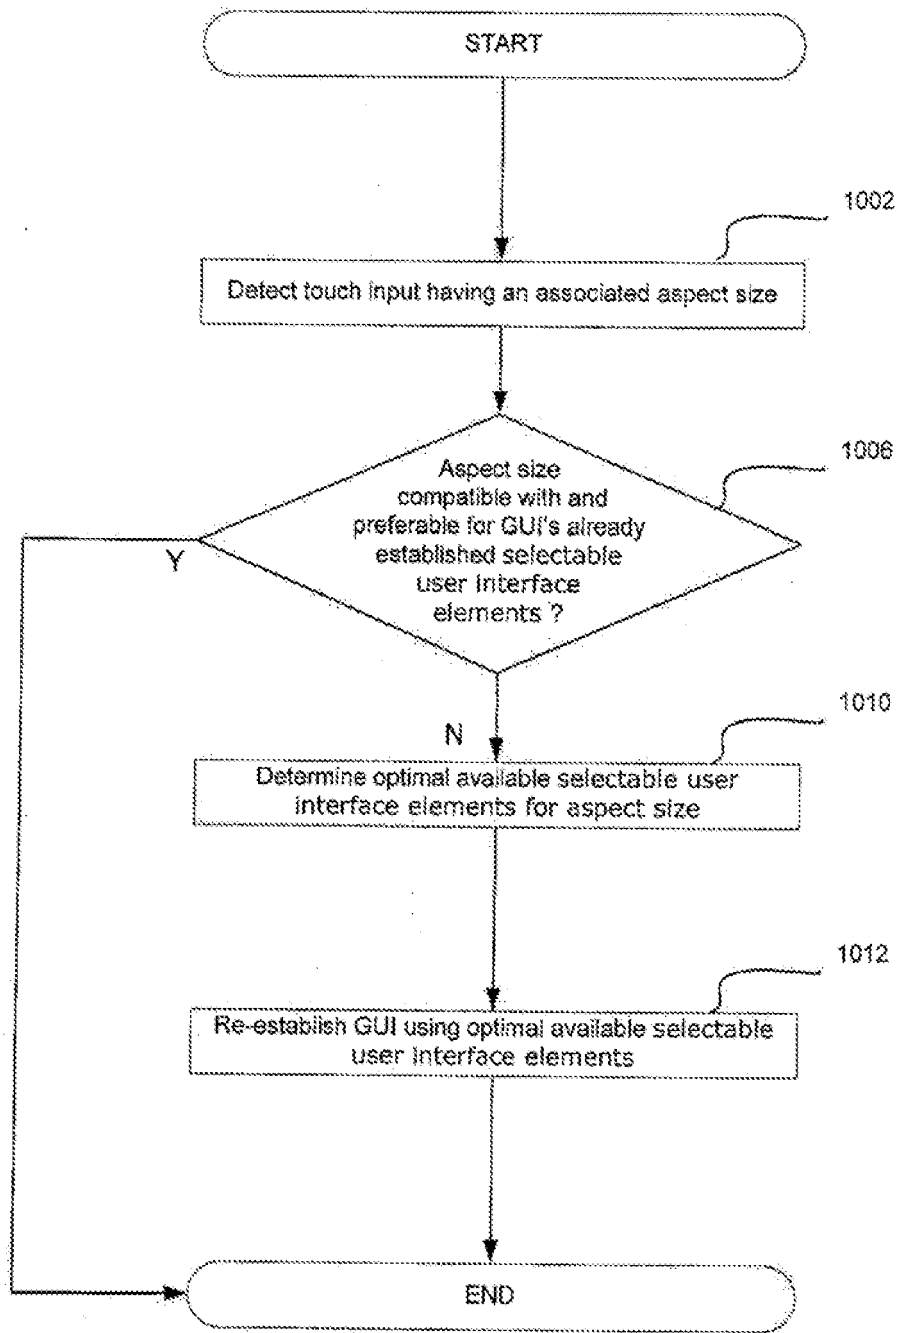 START
1002
Detect touch input having an associated aspect size
1006
Aspect size
compatible with and
preferable for GUI's already
established selectable
user interface
elements ?
Y
N
1010
Determine optimal available selectable user
interface elements for aspect size
1012
Re-establish GUI using optimal available selectable
user interface elements
END